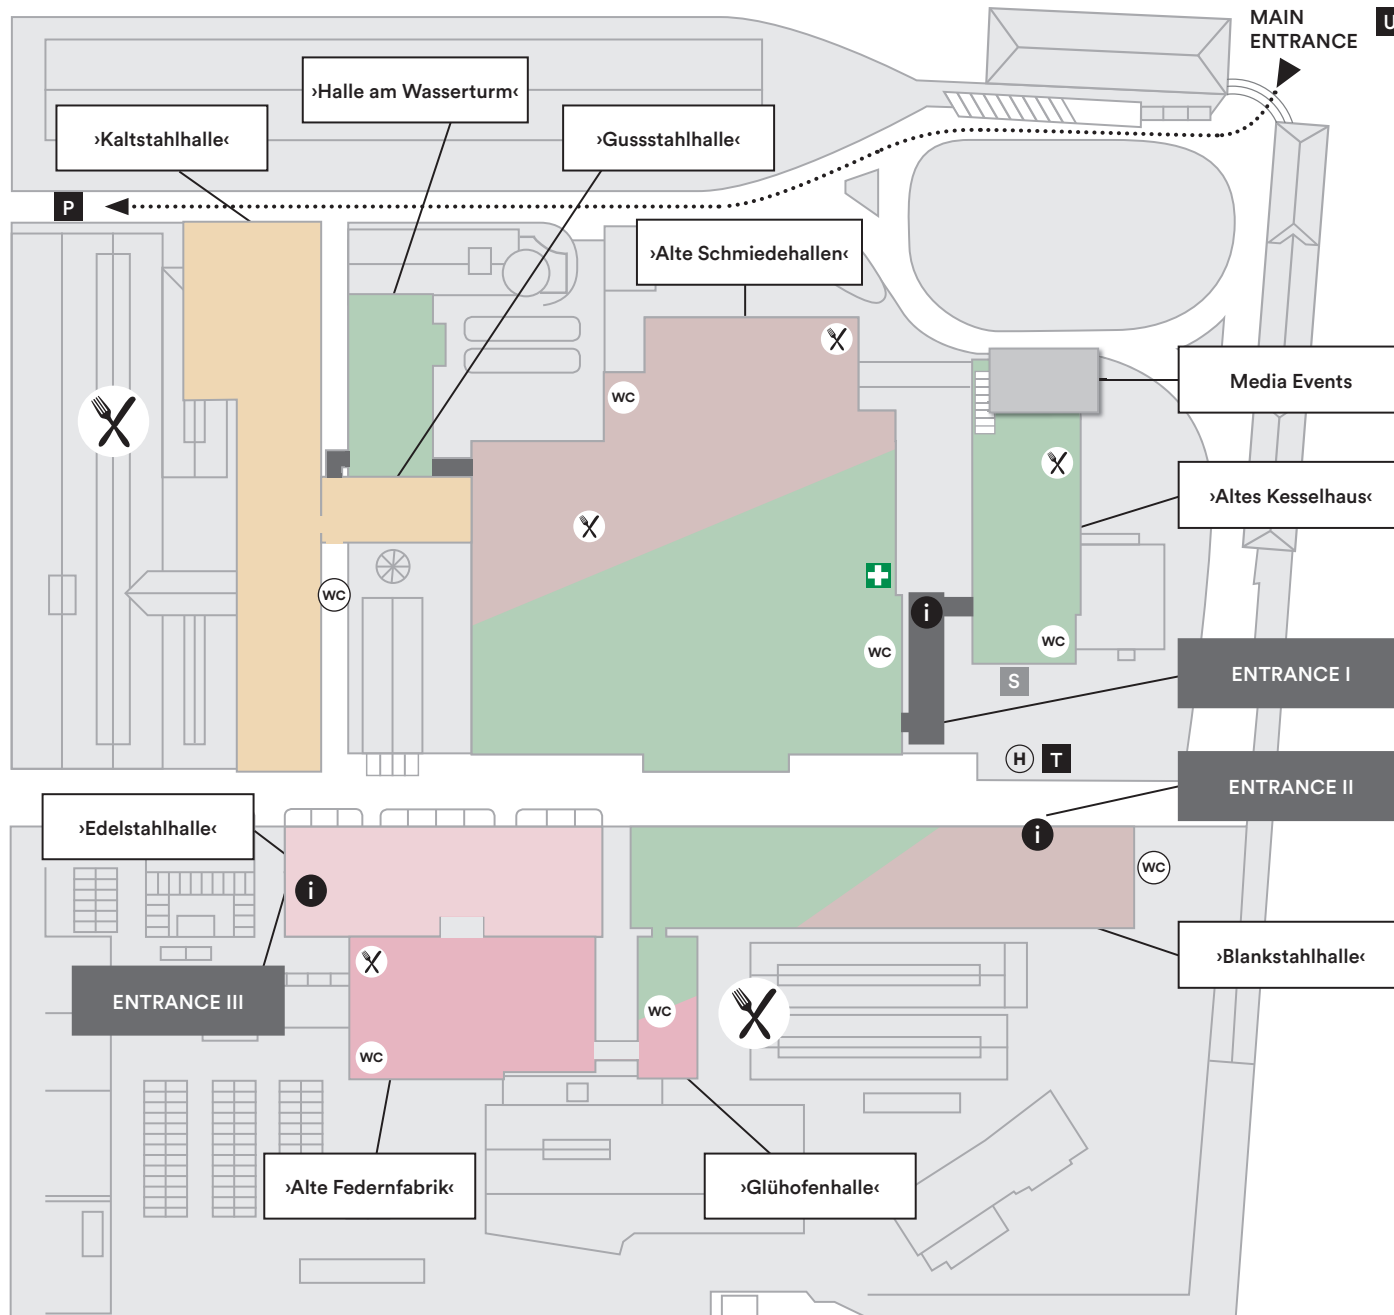 MAIN
ENTRANCE
U
›Halle am Wasserturm‹
›Kaltstahlhalle‹
›Gussstahlhalle‹
P
›Alte Schmiedehallen‹
Media Events
WC
›Altes Kesselhaus‹
WC
i
WC
WC
S
ENTRANCE I
H
T
ENTRANCE II
›Edelstahlhalle‹
i
WC
i
›Blankstahlhalle‹
ENTRANCE III
WC
WC
›Alte Federnfabrik‹
›Glühofenhalle‹